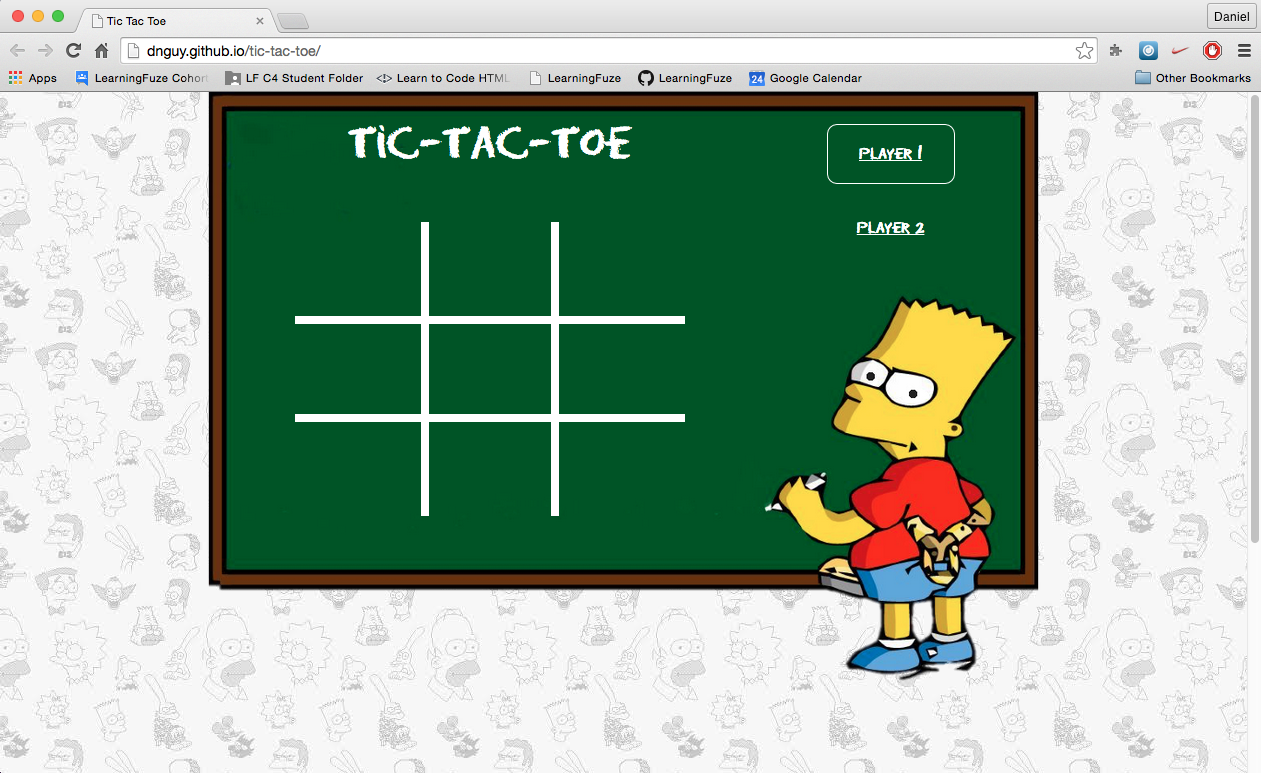 Tic Tac Toe
Daniel
dnguy.github.io/tic-tac-toe/
Apps LearningFuze Cohort LF C4 Student Folder <> Learn to Code HTML LearningFuze LearningFuze 24 Google Calendar Other Bookmarks
TIC-TAC-TOE
PLAYER 1
PLAYER 2